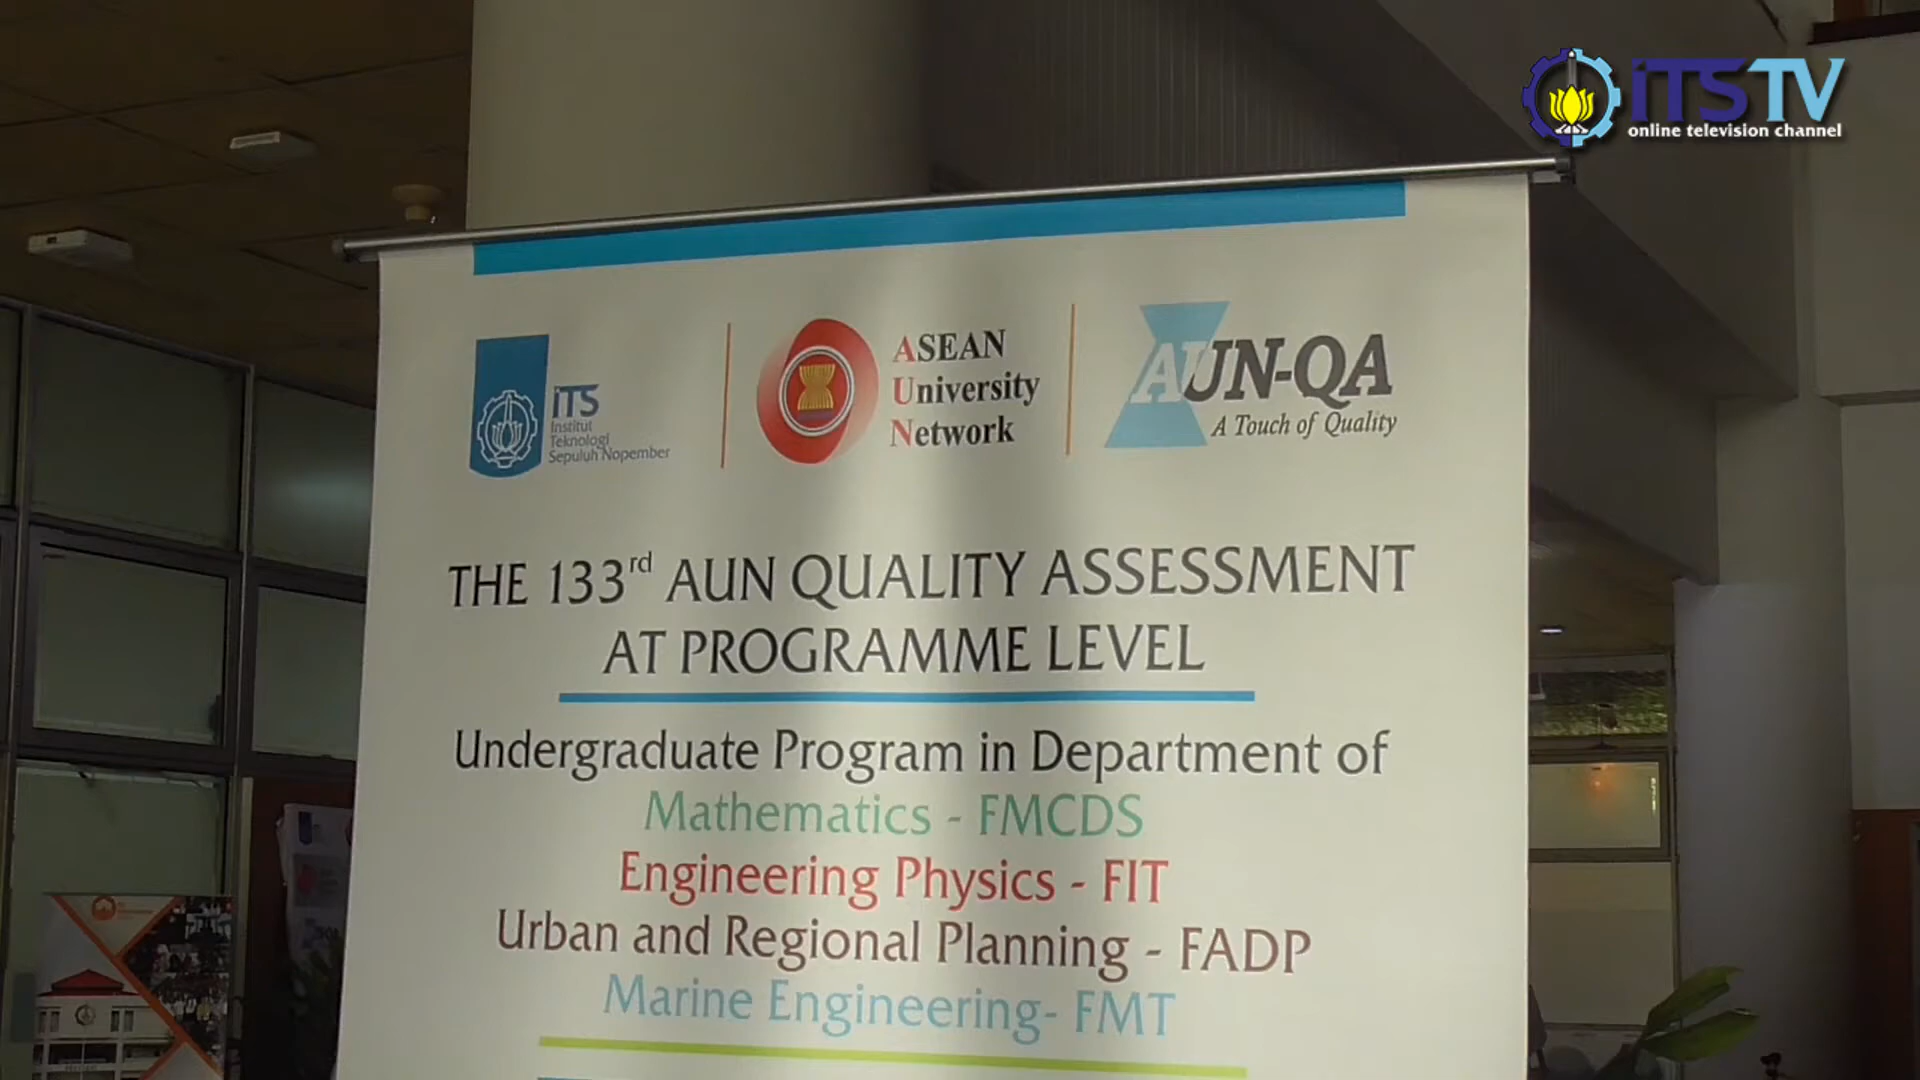 iTS TV
online television channel
iTS
Institut
Teknologi
Sepuluh Nopember
ASEAN
University
Network
AUN-QA
A Touch of Quality
THE 133rd AUN QUALITY ASSESSMENT
AT PROGRAMME LEVEL
Undergraduate Program in Department of
Mathematics - FMCDS
Engineering Physics - FIT
Urban and Regional Planning - FADP
Marine Engineering- FMT